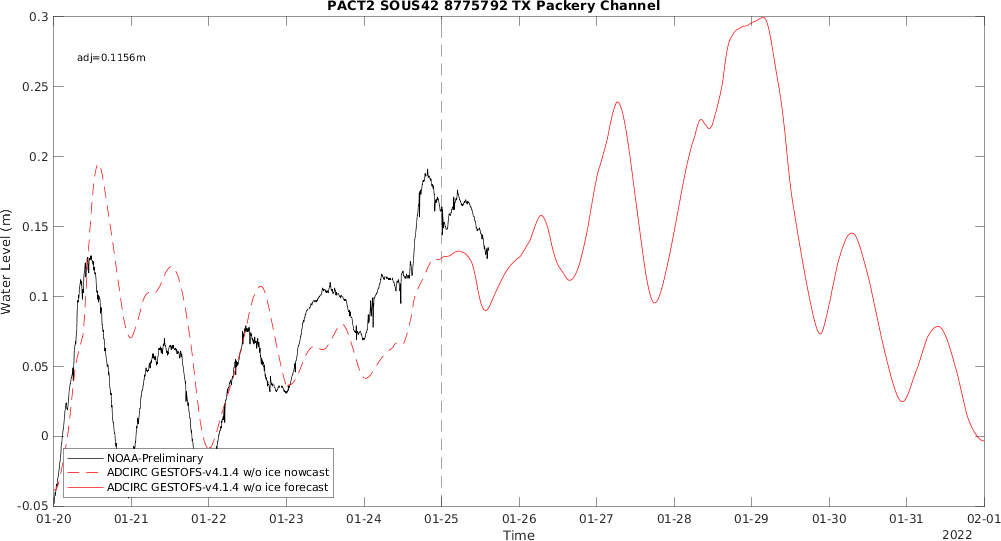 PACT2 SOUS42 8775792 TX Packery Channel
adj=0.1156m
0.3
0.25
0.2
0.15
0.1
0.05
0
-0.05
Water Level (m)
NOAA-Preliminary
ADCIRC GESTOFS-v4.1.4 w/o ice nowcast
ADCIRC GESTOFS-v4.1.4 w/o ice forecast
01-20 01-21 01-22 01-23 01-24 01-25 01-26 01-27 01-28 01-29 01-30 01-31 02-01
Time
2022